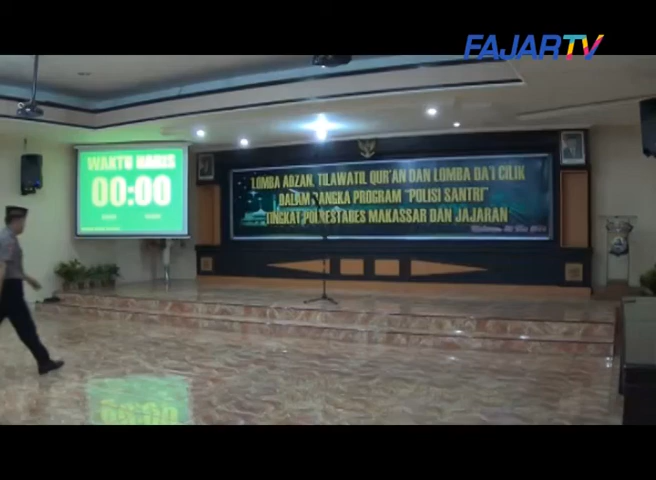 FAJARTV
WAKTU HABIS
00:00
LOMBA ADZAN, TILAWATIL QUR'AN DAN LOMBA DA'I CILIK
DALAM RANGKA PROGRAM "POLISI SANTRI"
TINGKAT POLRESTABES MAKASSAR DAN JAJARAN